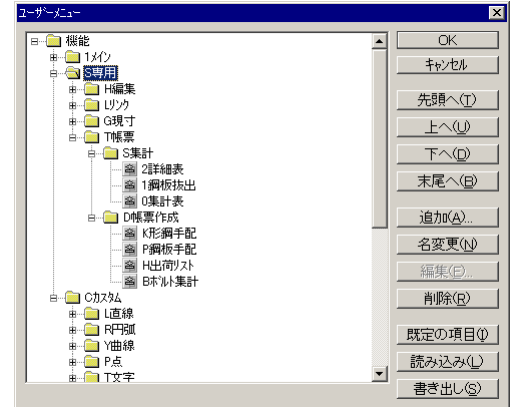 ユーザーメニュー
機能
1メイン
S専用
H編集
Lリンク
G現寸
T帳票
S集計
2詳細表
1鋼板抜出
0集計表
D帳票作成
K形鋼手配
P鋼板手配
H出荷リスト
Bボルト集計
Cカスタム
L直線
R円弧
Y曲線
P点
T文字
OK
キャンセル
先頭へ(T)
上へ(U)
下へ(D)
末尾へ(B)
追加(A)...
名変更(N)
編集(E)...
削除(R)
既定の項目(I)
読み込み(L)
書き出し(S)